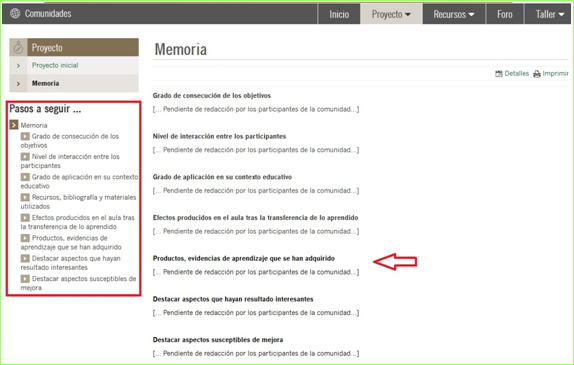 Comunidades
Inicio
Proyecto
Recursos
Foro
Taller
Proyecto
Proyecto inicial
Memoria
Pasos a seguir ...
Memoria
Grado de consecución de los
objetivos
Nivel de interacción entre los
participantes
Grado de aplicación en su contexto
educativo
Recursos, bibliografía y materiales
utilizados
Efectos producidos en el aula tras
la transferencia de lo aprendido
Productos, evidencias de
aprendizaje que se han adquirido
Destacar aspectos que hayan
resultado interesantes
Destacar aspectos susceptibles de
mejora
Memoria
Detalles
Imprimir
Grado de consecución de los objetivos
[... Pendiente de redacción por los participantes de la comunidad...]
Nivel de interacción entre los participantes
[... Pendiente de redacción por los participantes de la comunidad...]
Grado de aplicación en su contexto educativo
[... Pendiente de redacción por los participantes de la comunidad...]
Efectos producidos en el aula tras la transferencia de lo aprendido
[... Pendiente de redacción por los participantes de la comunidad...]
Productos, evidencias de aprendizaje que se han adquirido
[... Pendiente de redacción por los participantes de la comunidad...]
Destacar aspectos que hayan resultado interesantes
[... Pendiente de redacción por los participantes de la comunidad...]
Destacar aspectos susceptibles de mejora
[... Pendiente de redacción por los participantes de la comunidad...]